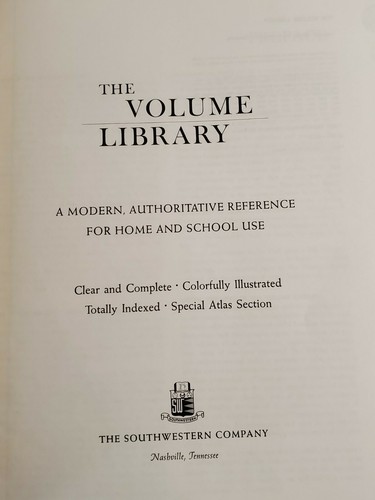 THE
VOLUME
LIBRARY
A MODERN, AUTHORITATIVE REFERENCE
FOR HOME AND SCHOOL USE
Clear and Complete · Colorfully Illustrated
Totally Indexed · Special Atlas Section
SW
THE SOUTHWESTERN COMPANY
Nashville, Tennessee